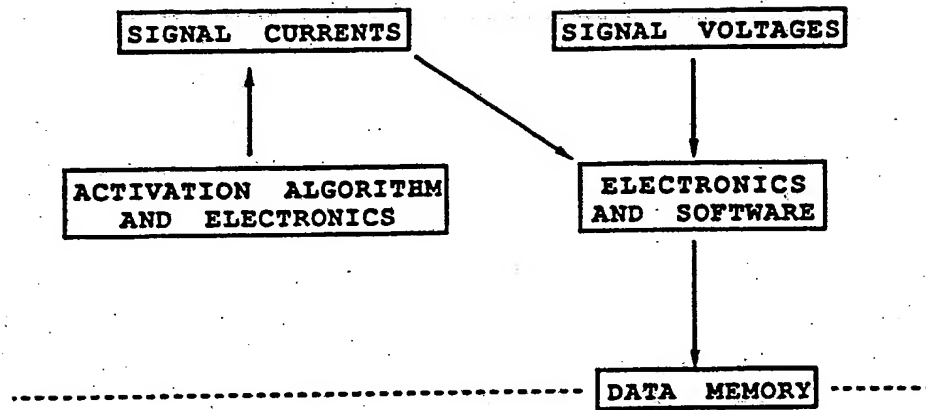 SIGNAL CURRENTS
SIGNAL VOLTAGES
ACTIVATION ALGORITHM
AND ELECTRONICS
ELECTRONICS
AND SOFTWARE
DATA MEMORY